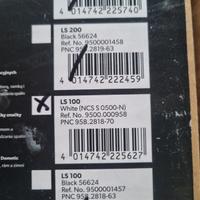 4 014742 225740
LS 200
Black 56624
Ref. No. 9500001458
PNC 958.2819-63
4 014742 222459
LS 100
White (NCS S 0500-N)
Ref. No. 9500.000958
PNC 958.2818-70
4 014742 225627
LS 100
Black 56624
Ref. No. 9500001457
PNC 958.2818-63
Dometic